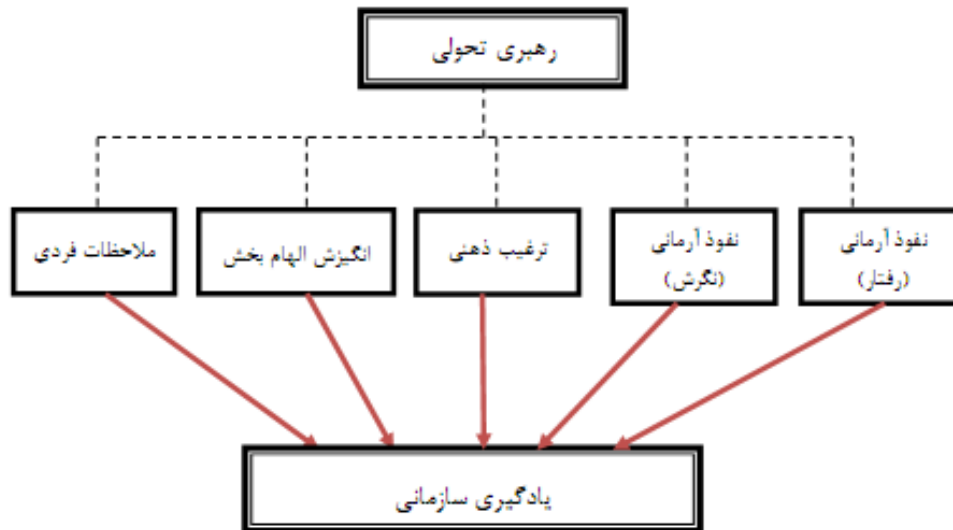 رهبری تحولی
نفوذ آرمانی
(رفتار)
نفوذ آرمانی
(نگرش)
ترغیب ذهنی
انگیزش الهام بخش
ملاحظات فردی
یادگیری سازمانی